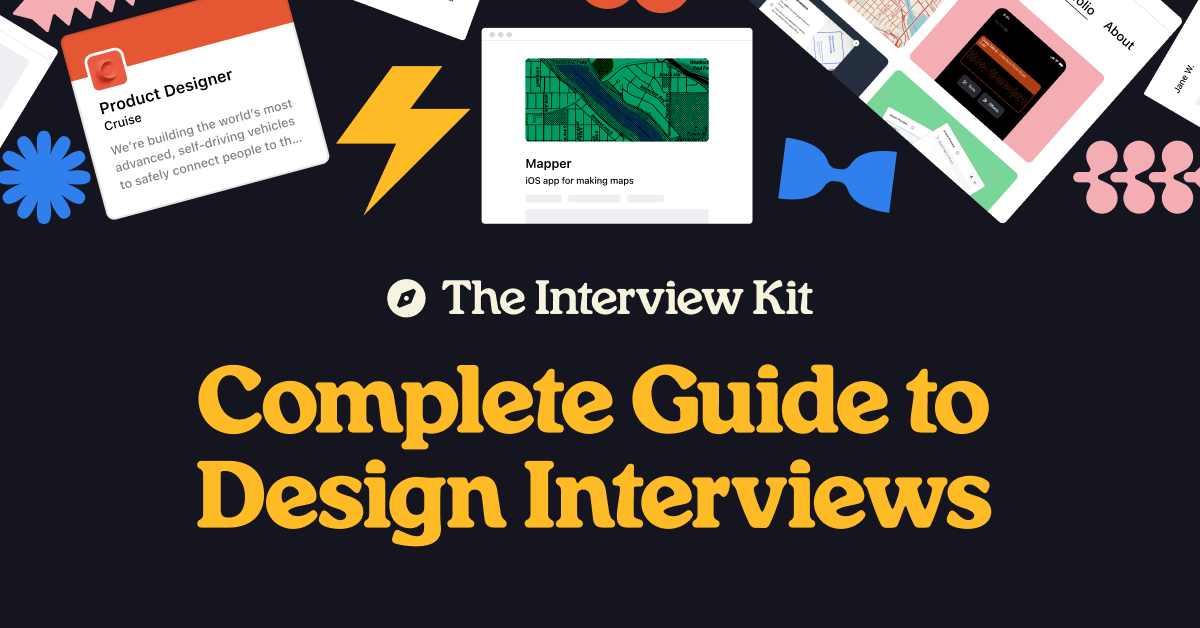 Product Designer
Cruise
We're building the world's most
advanced, self-driving vehicles
to safely connect people to th...
Mapper
iOS app for making maps
About
Jane W.
The Interview Kit
Complete Guide to
Design Interviews